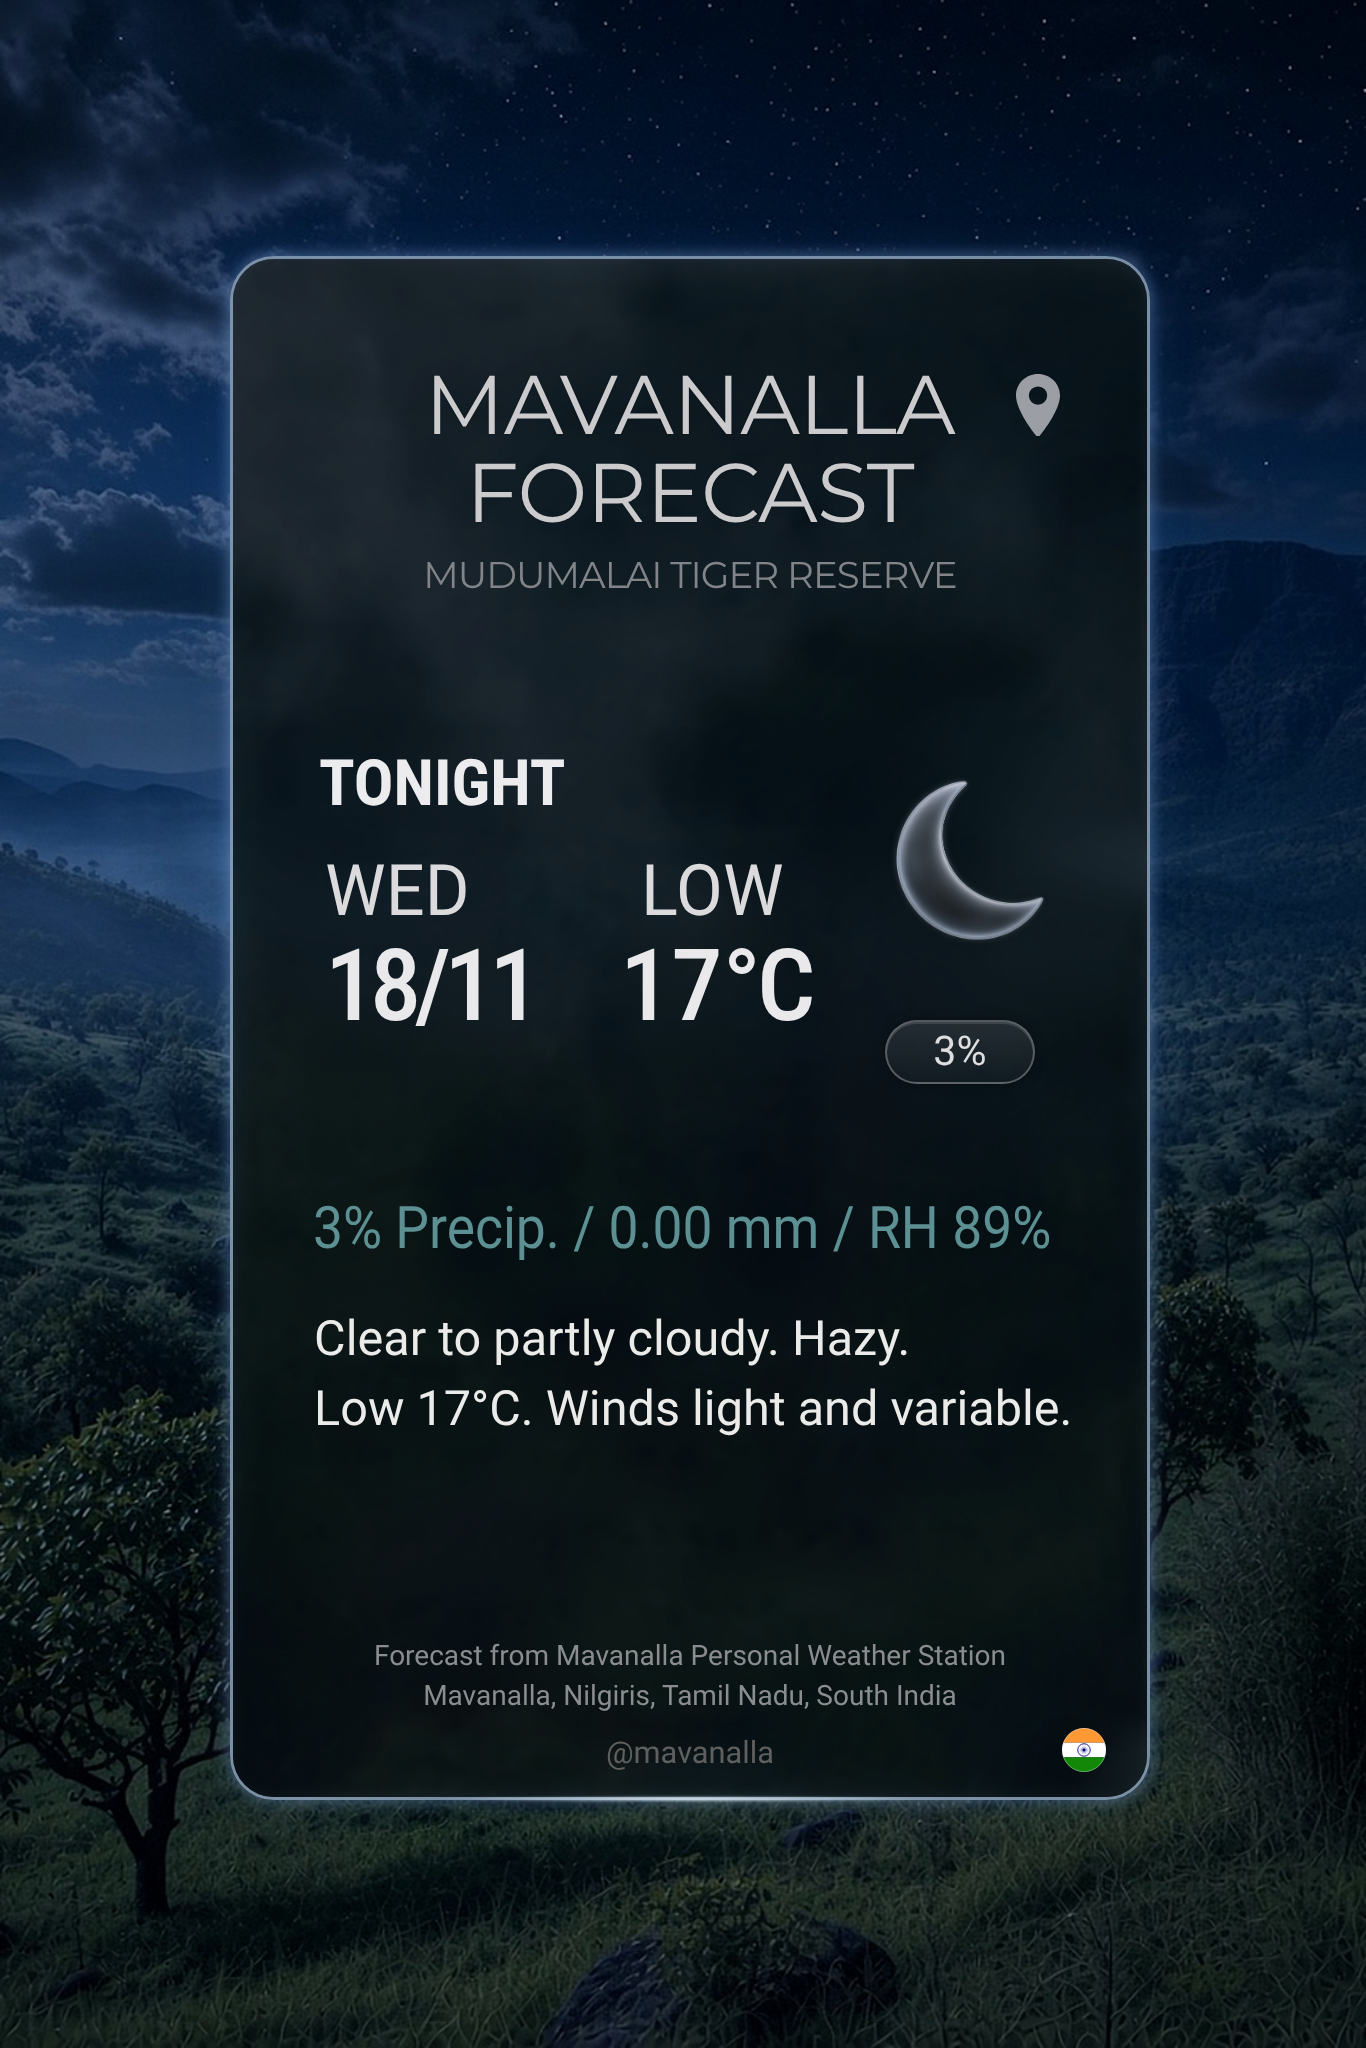 MAVANALLA
FORECAST
MUDUMALAI TIGER RESERVE
TONIGHT
WED LOW
18/11 17°C
3%
3% Precip. / 0.00 mm / RH 89%
Clear to partly cloudy. Hazy.
Low 17°C. Winds light and variable.
Forecast from Mavanalla Personal Weather Station
Mavanalla, Nilgiris, Tamil Nadu, South India
@mavanalla